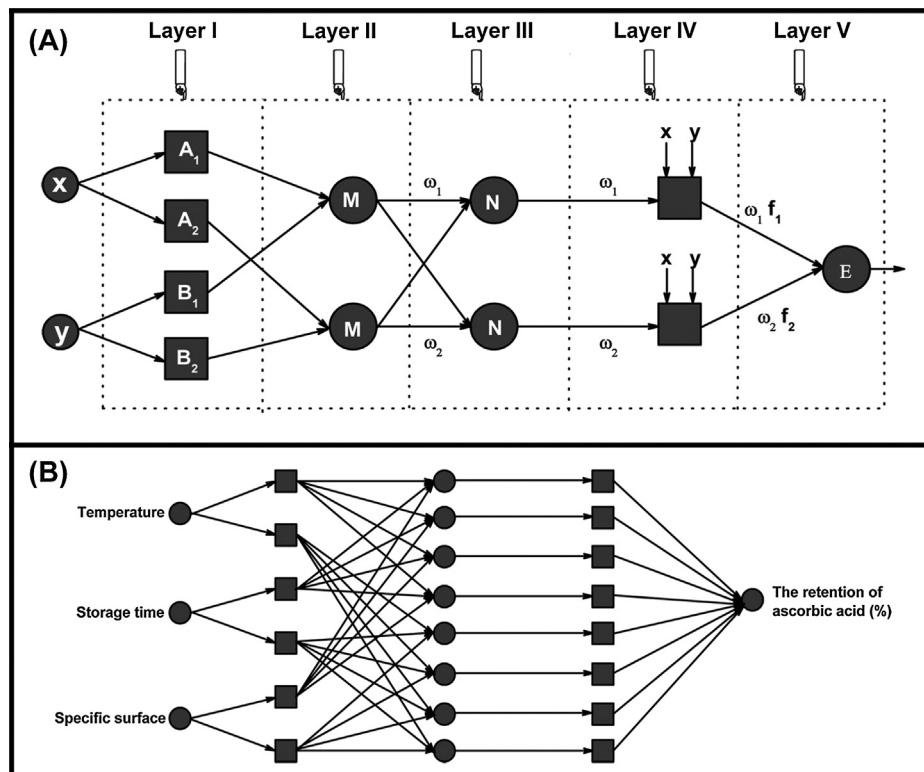 (A)
Layer I
Layer II
Layer III
Layer IV
Layer V
x y
A1
x
M
ω1
N
ω1
ω1 f1
A2
x y
E
B1
y
M
ω2
N
ω2
ω2 f2
B2
(B)
Temperature
Storage time
The retention of
ascorbic acid (%)
Specific surface